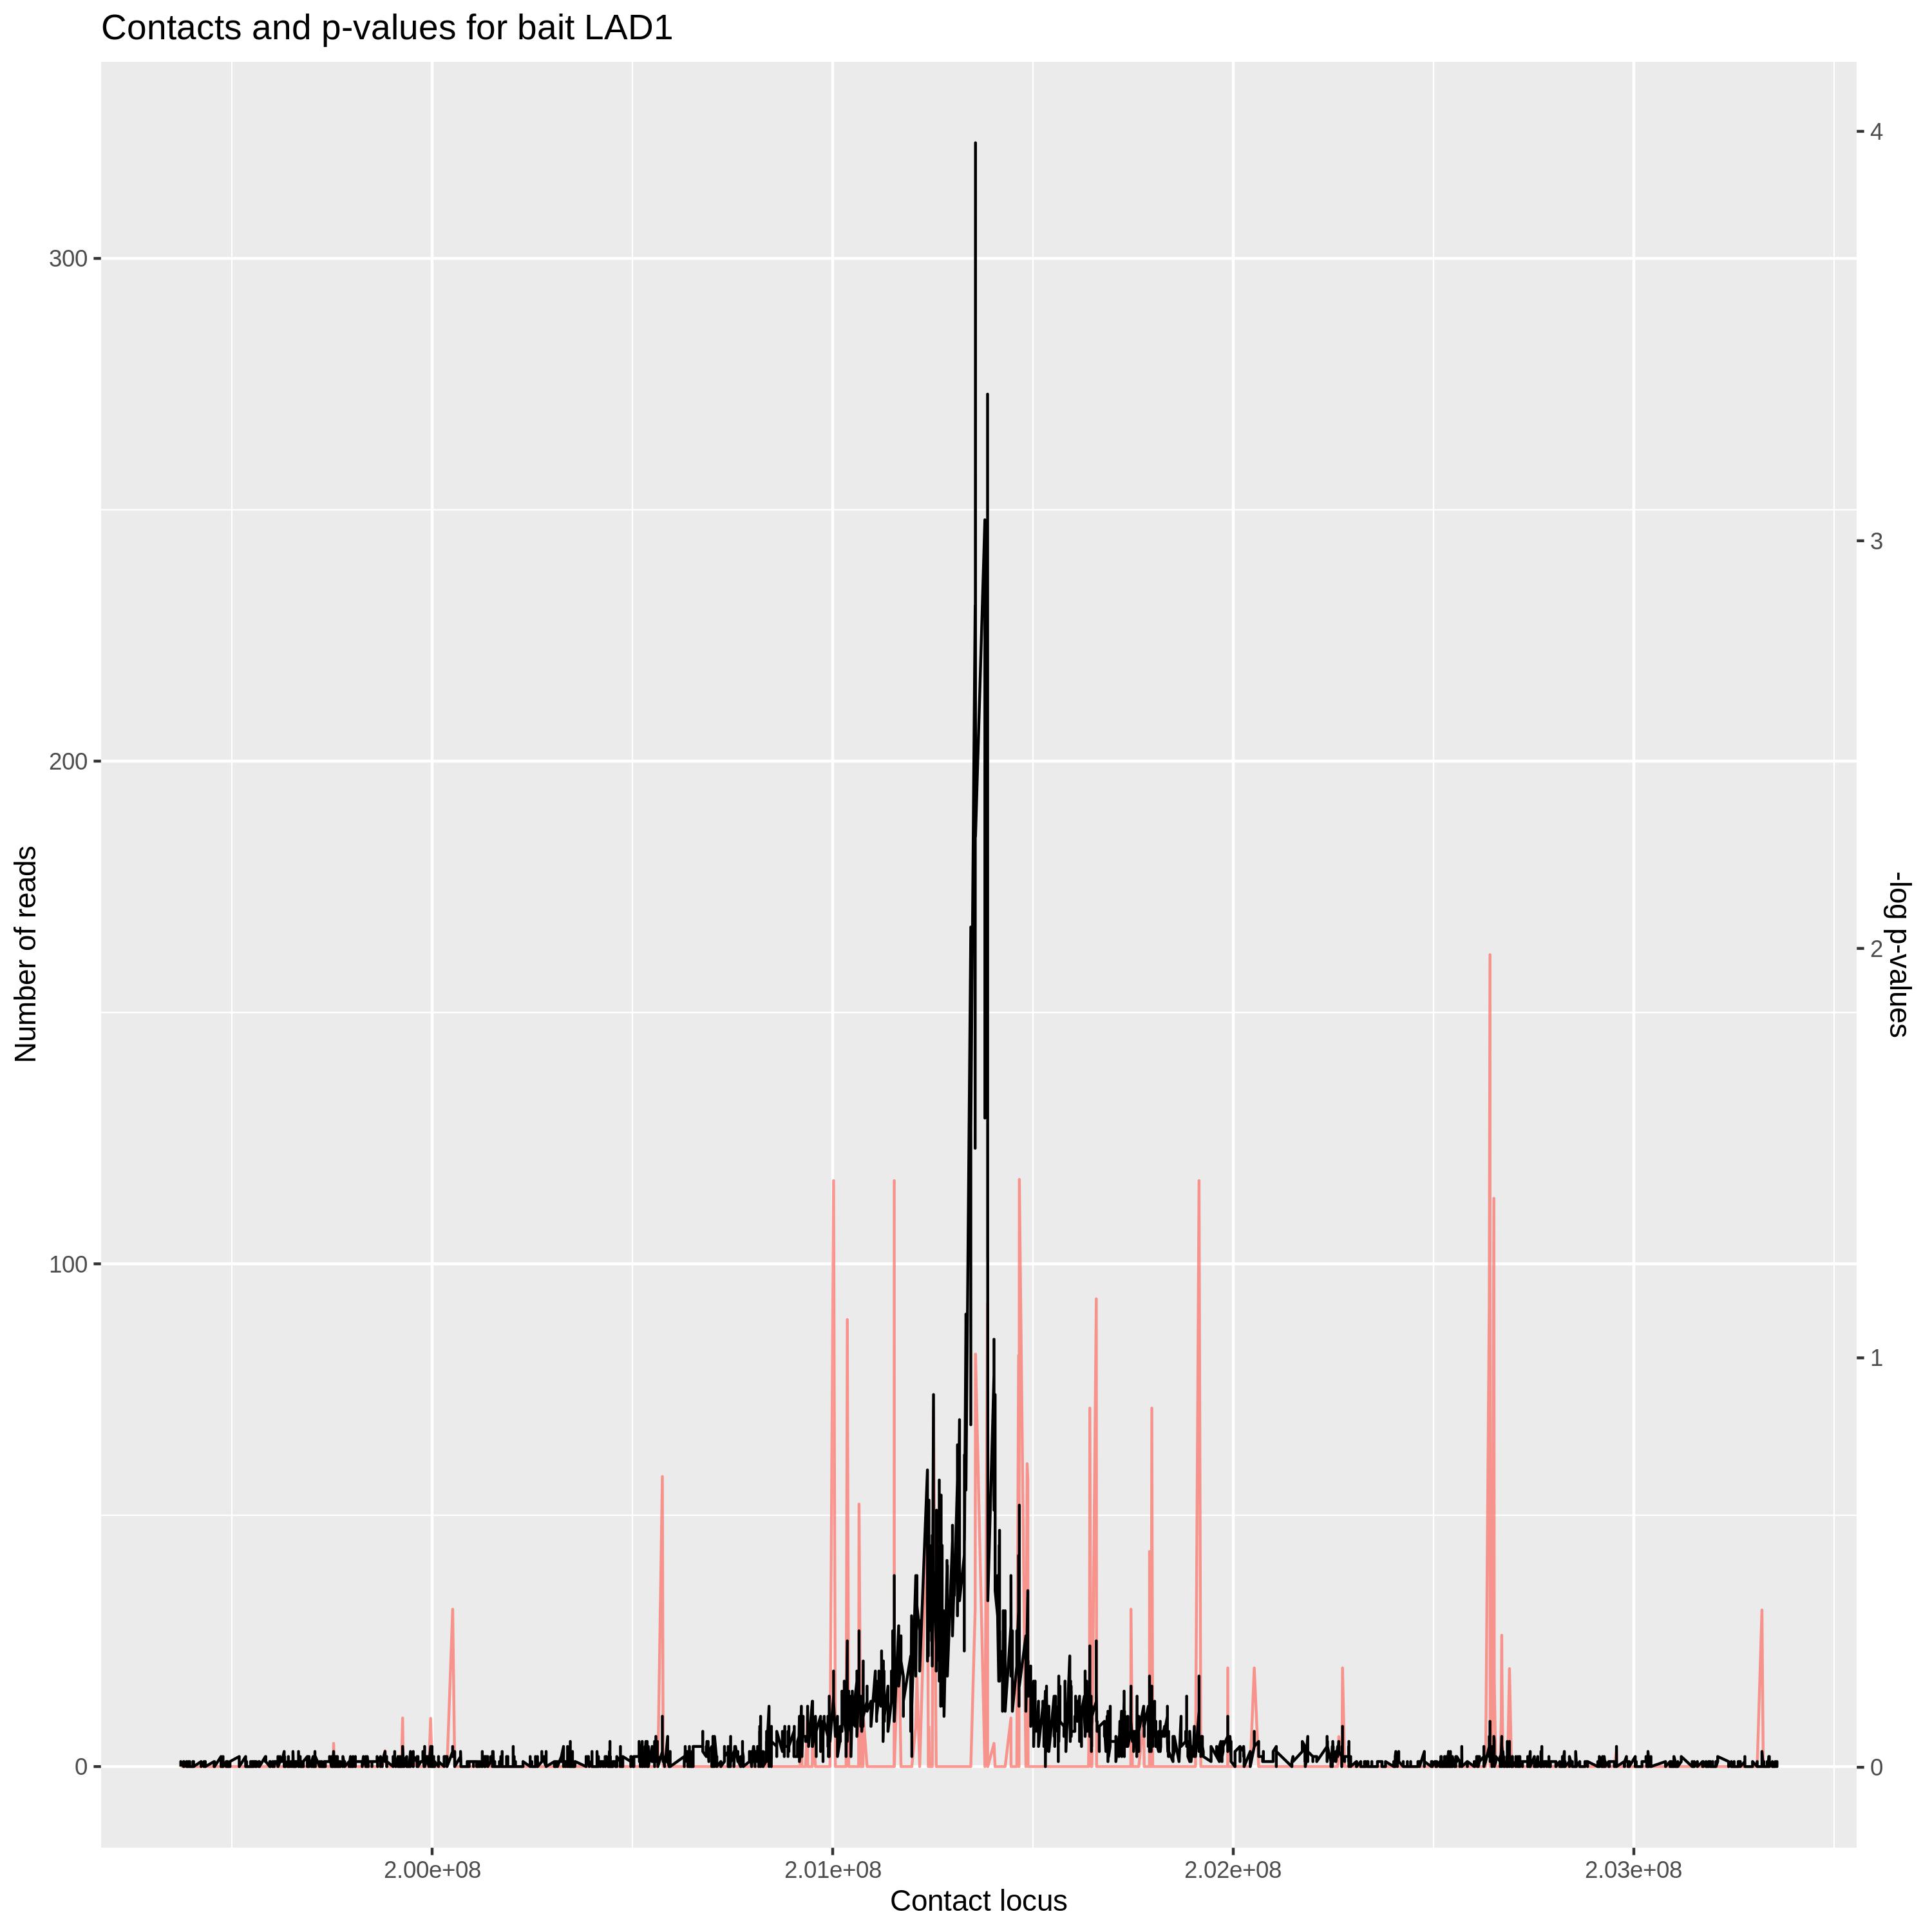 Contacts and p-values for bait LAD1
4
300
3
200
Number of reads
-log p-values
2
100
1
0
0
2.00e+08
2.01e+08
2.02e+08
2.03e+08
Contact locus